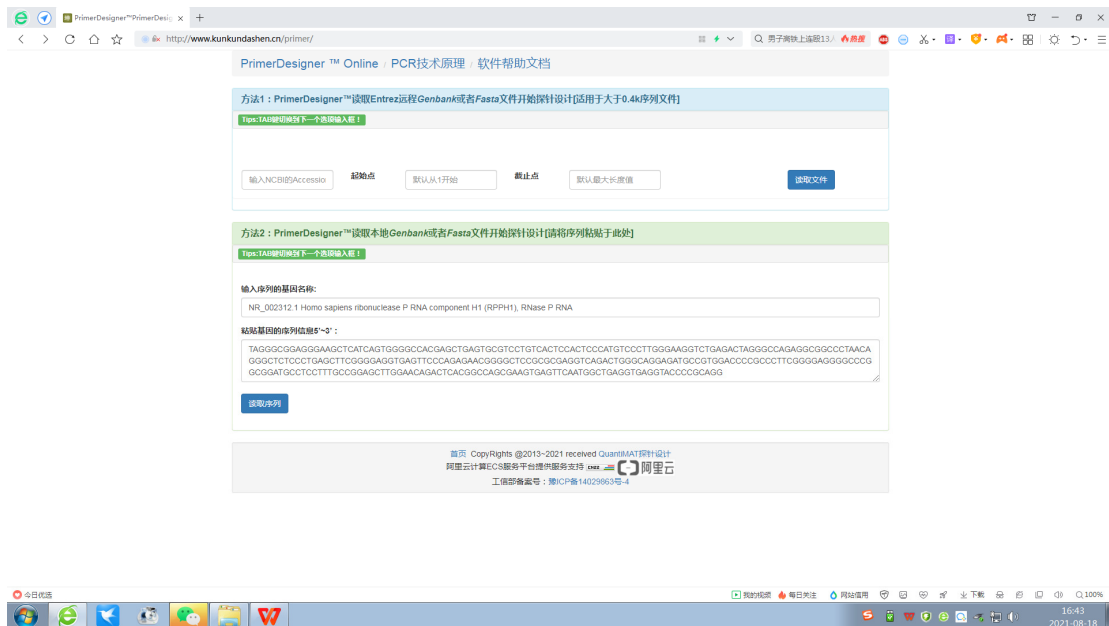 PrimerDesigner™PrimerDesig
http://www.kunkundashen.cn/primer/
男子高铁上连脱13. 热搜
PrimerDesigner ™ Online / PCR技术原理 / 软件帮助文档
方法1：PrimerDesigner™读取Entrez远程Genbank或者Fasta文件开始探针设计[适用于大于0.4k序列文件]
Tips:TAB键切换到下一个选项输入框！
输入NCBI的Accessio 起始点 默认从1开始 截止点 默认最大长度值 读取文件
方法2：PrimerDesigner™读取本地Genbank或者Fasta文件开始探针设计[请将序列粘贴于此处]
Tips:TAB键切换到下一个选项输入框！
输入序列的基因名称:
NR_002312.1 Homo sapiens ribonuclease P RNA component H1 (RPPH1), RNase P RNA
粘贴基因的序列信息5'~3'：
TAGGGCGGAGGGAAGCTCATCAGTGGGGCCACGAGCTGAGTGCGTCCTGTCACTCCACTCCCATGTCCCTTGGGAAGGTCTGAGACTAGGGCCAGAGGCGGCCCTAACA
GGGCTCTCCCTGAGCTTCGGGGAGGTGAGTTCCCAGAGAACGGGGCTCCGCGCGAGGTCAGACTGGGCAGGAGATGCCGTGGACCCCGCCCTTCGGGGAGGGGCCCG
GCGGATGCCTCCTTTGCCGGAGCTTGGAACAGACTCACGGCCAGCGAAGTGAGTTCAATGGCTGAGGTGAGGTACCCCGCAGG
读取序列
首页 CopyRights @2013~2021 received QuantiMAT探针设计
阿里云计算ECS服务平台提供服务支持 阿里云
工信部备案号：豫ICP备14029863号-4
今日优选 我的视频 每日关注 网站信用 下载 100%
16:43
2021-08-18